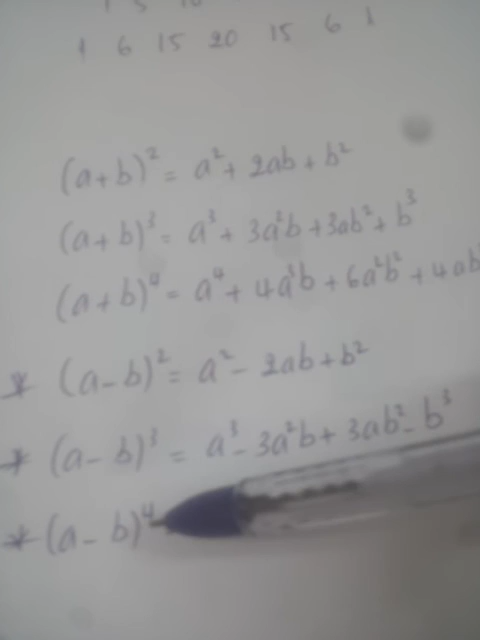 1 6 15 20 15 6 1
(a+b)² = a² + 2ab + b²
(a+b)³ = a³ + 3a²b + 3ab² + b³
(a+b)⁴ = a⁴ + 4a³b + 6a²b² + 4ab
* (a-b)² = a² - 2ab + b²
* (a-b)³ = a³ - 3a²b + 3ab² - b³
* (a-b)⁴